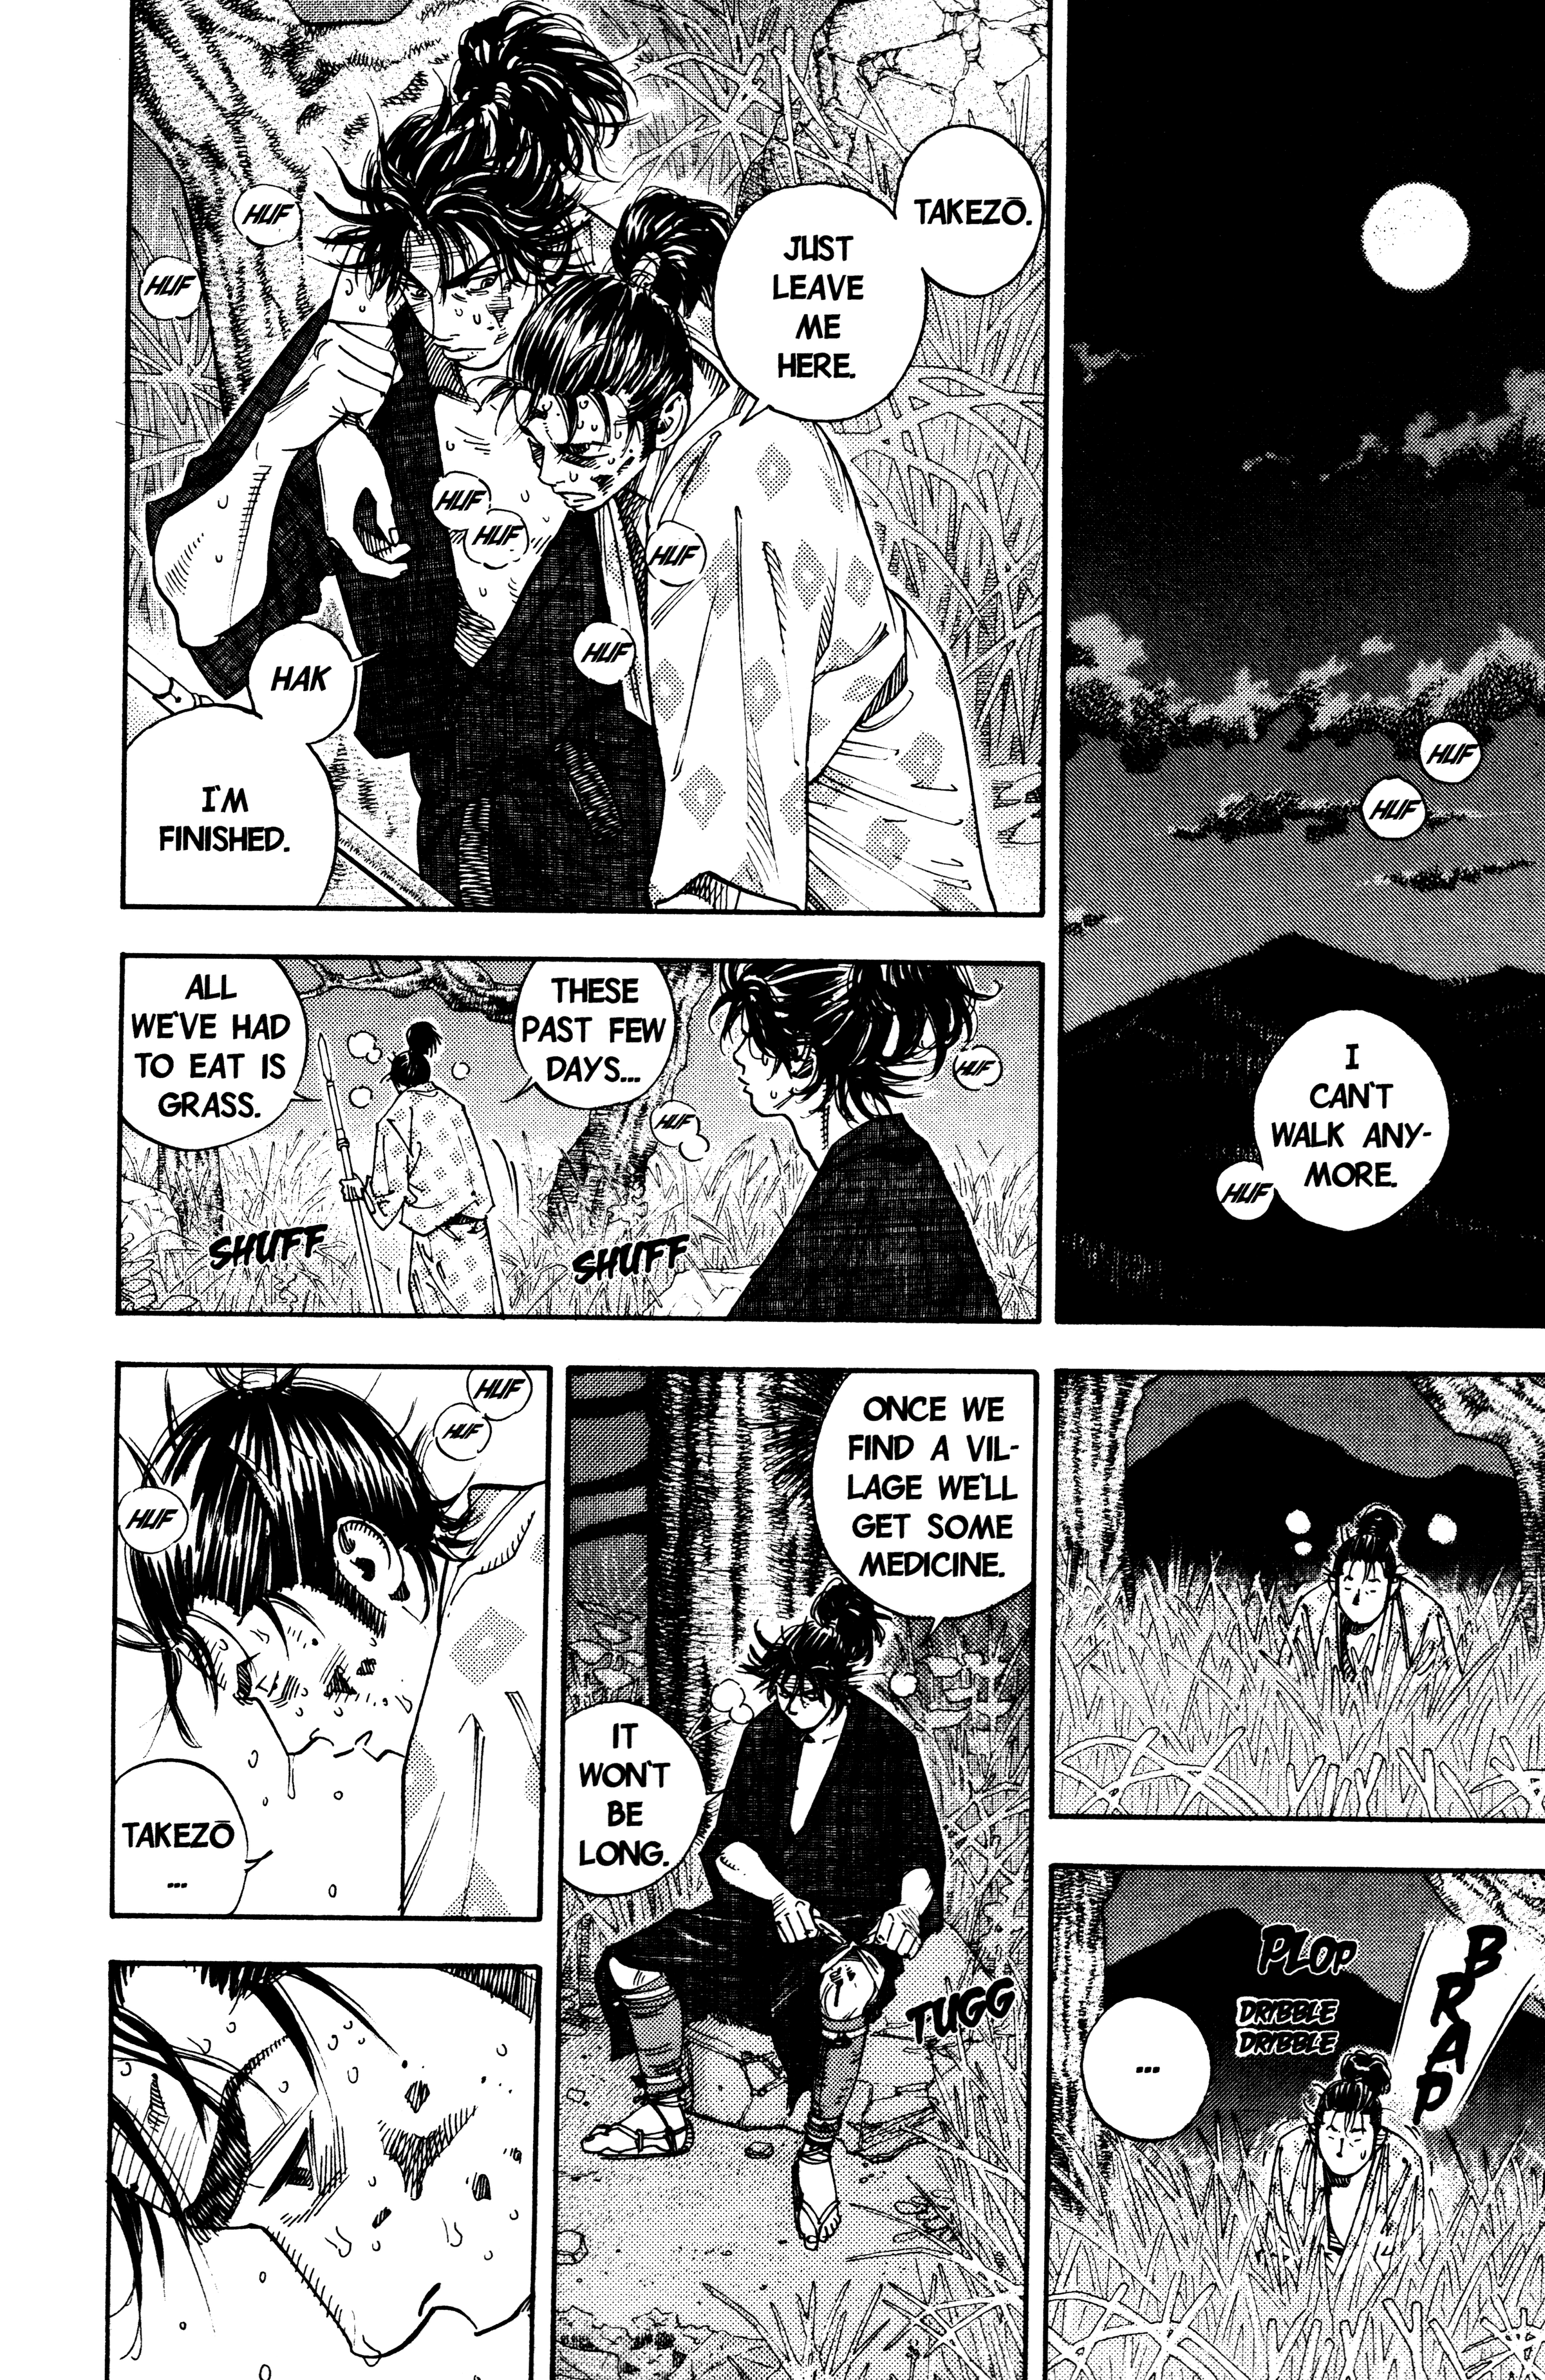 HUF
HUF
I
CAN'T
WALK ANY-
MORE.
HUF
TAKEZŌ.
JUST
LEAVE
ME
HERE.
HUF
HUF
HUF
HUF
HUF
HUF
HAK
I'M
FINISHED.
HUF
THESE
PAST FEW
DAYS...
HUF
SHUFF
ALL
WE'VE HAD
TO EAT IS
GRASS.
SHUFF
BRAP
PLOP
DRIBBLE
DRIBBLE
...
ONCE WE
FIND A VIL-
LAGE WE'LL
GET SOME
MEDICINE.
IT
WON'T
BE
LONG.
TUGG
HUF
HUF
HUF
TAKEZŌ
...